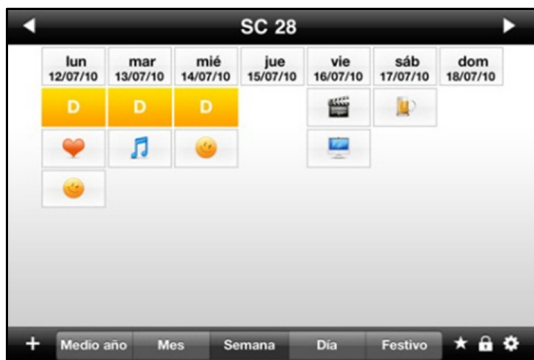 SC 28
lun mar mié jue vie sáb dom
12/07/10 13/07/10 14/07/10 15/07/10 16/07/10 17/07/10 18/07/10
D D D
Medio año Mes Semana Día Festivo